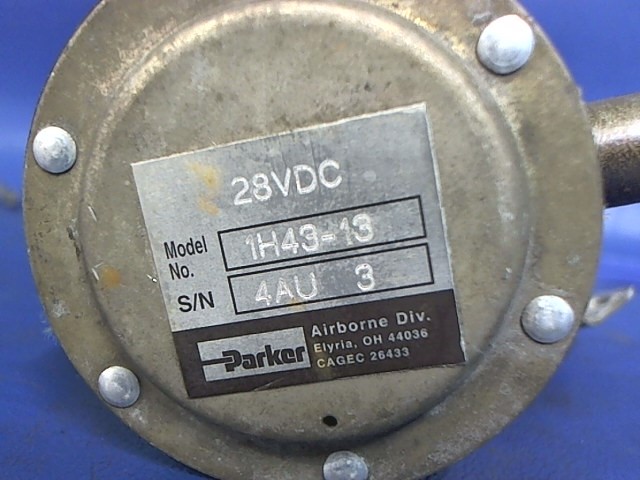 28VDC
Model No. 1H43-13
S/N 4AU 3
Parker
Airborne Div.
Elyria, OH 44036
CAGEC 26433